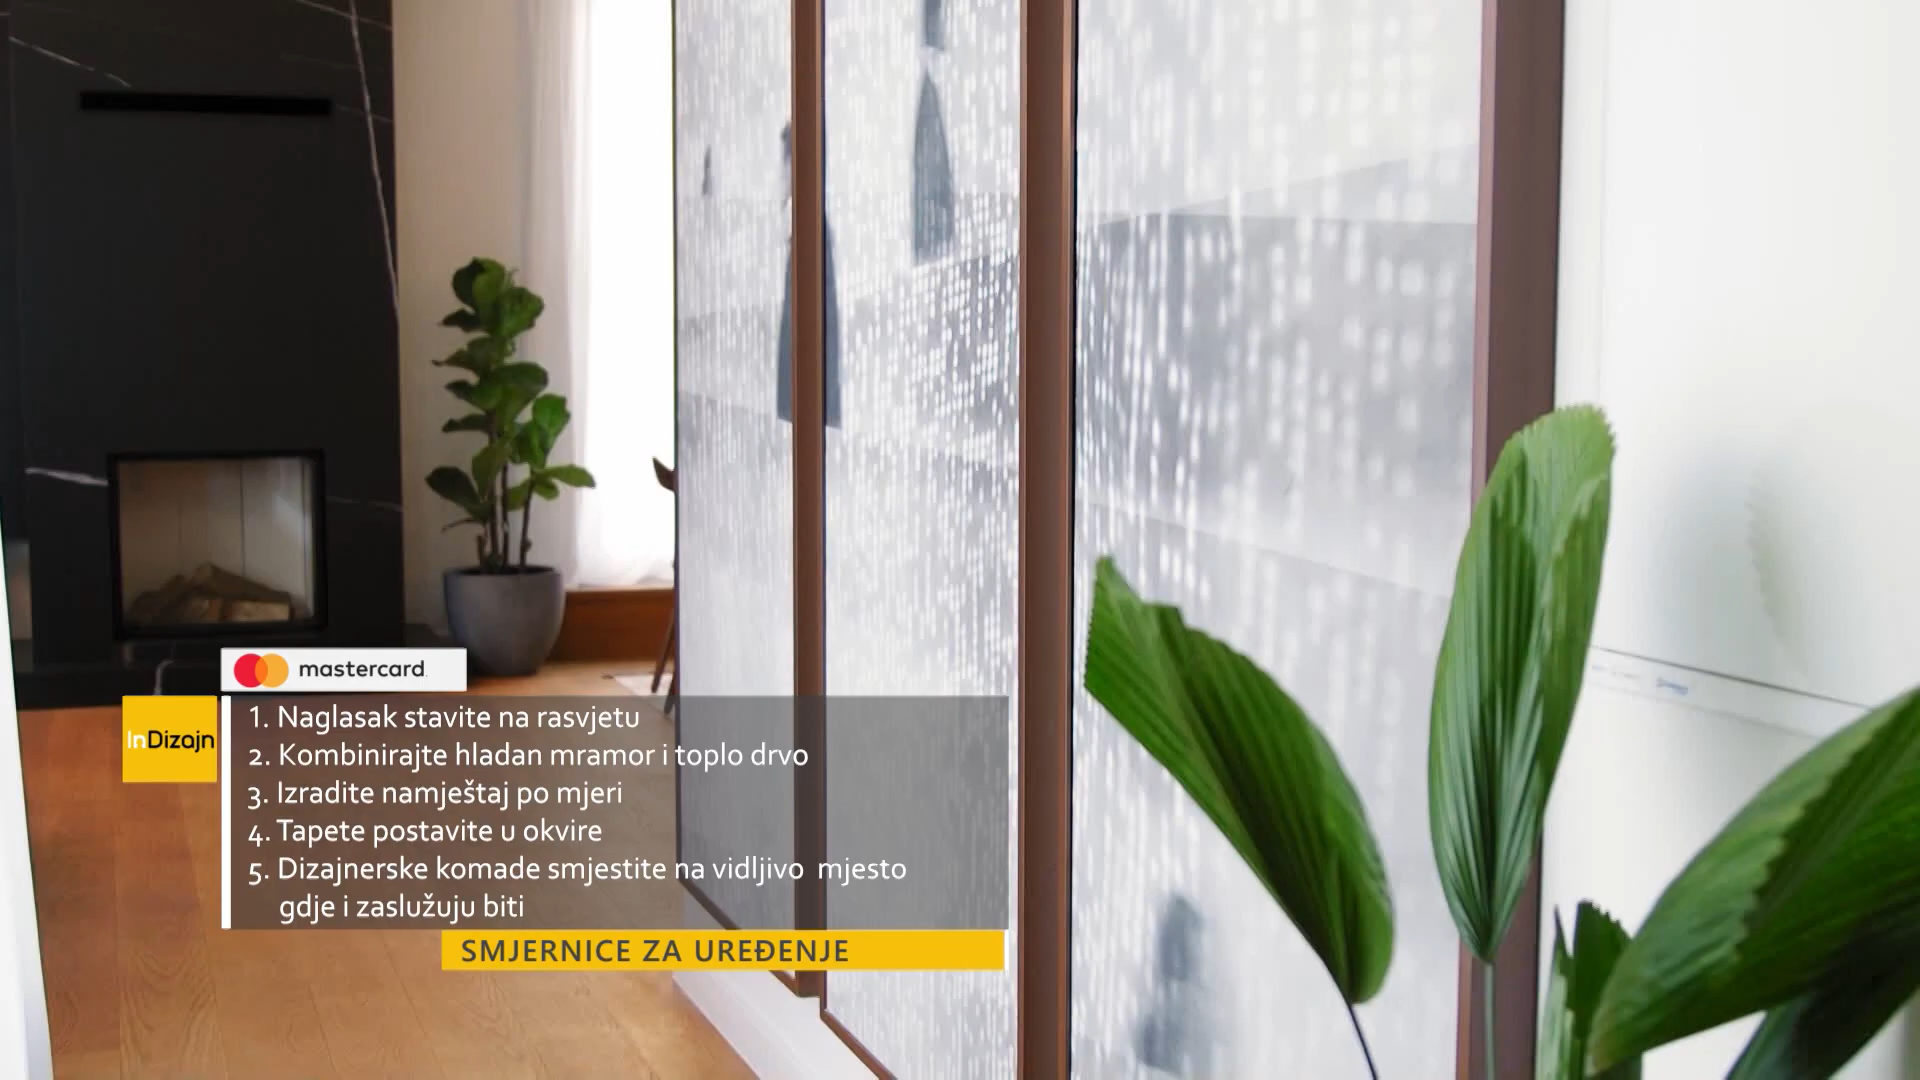 mastercard.
InDizajn
1. Naglasak stavite na rasvjetu
2. Kombinirajte hladan mramor i toplo drvo
3. Izradite namještaj po mjeri
4. Tapete postavite u okvire
5. Dizajnerske komade smjestite na vidljivo mjesto
gdje i zaslužuju biti
SMJERNICE ZA UREĐENJE